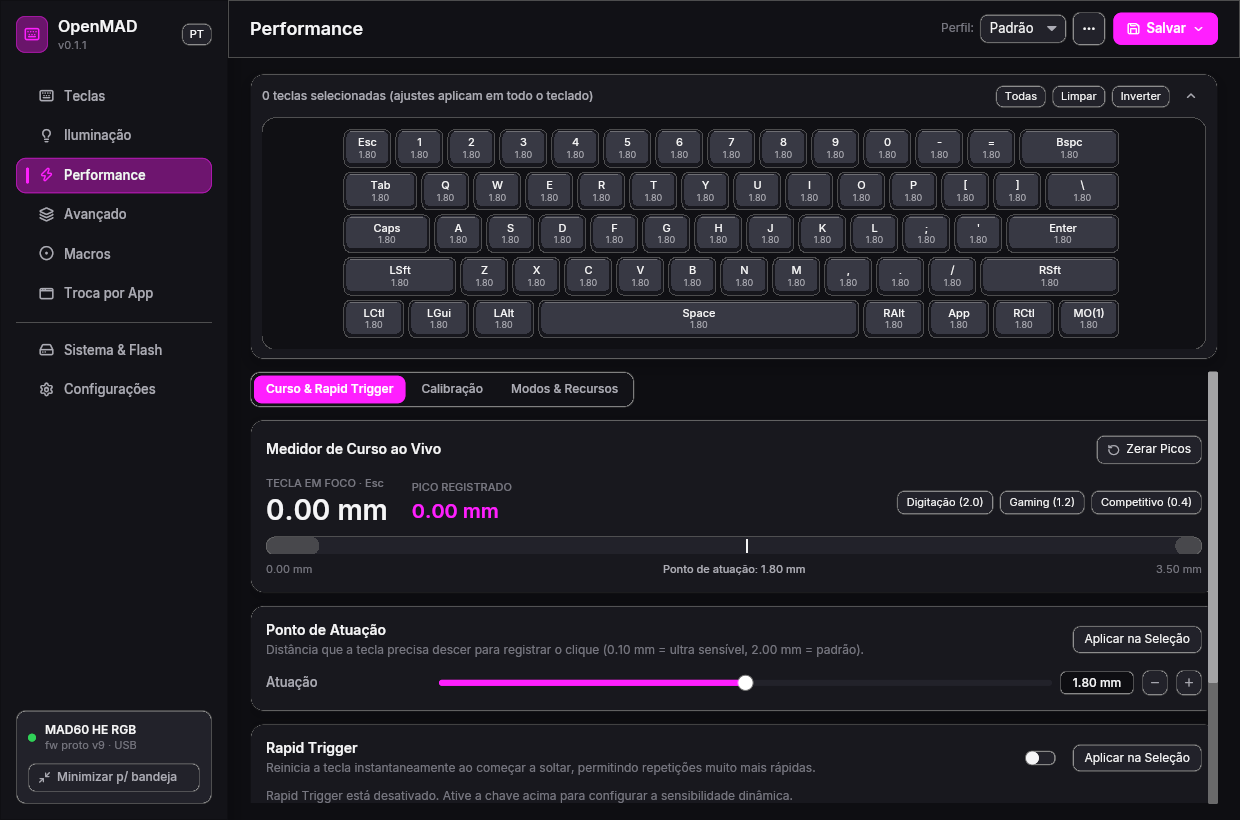 OpenMAD
v0.1.1
PT
Teclas
Iluminação
Performance
Avançado
Macros
Troca por App
Sistema & Flash
Configurações
MAD60 HE RGB
fw proto v9 · USB
Minimizar p/ bandeja
Performance
Perfil: Padrão ··· Salvar
0 teclas selecionadas (ajustes aplicam em todo o teclado) Todas Limpar Inverter
Esc 1 2 3 4 5 6 7 8 9 0 - = Bspc
1.80 1.80 1.80 1.80 1.80 1.80 1.80 1.80 1.80 1.80 1.80 1.80 1.80 1.80
Tab Q W E R T Y U I O P [ ] \
1.80 1.80 1.80 1.80 1.80 1.80 1.80 1.80 1.80 1.80 1.80 1.80 1.80 1.80
Caps A S D F G H J K L ; ' Enter
1.80 1.80 1.80 1.80 1.80 1.80 1.80 1.80 1.80 1.80 1.80 1.80 1.80
LSft Z X C V B N M , . / RSft
1.80 1.80 1.80 1.80 1.80 1.80 1.80 1.80 1.80 1.80 1.80 1.80
LCtl LGui LAlt Space RAlt App RCtl MO(1)
1.80 1.80 1.80 1.80 1.80 1.80 1.80 1.80
Curso & Rapid Trigger Calibração Modos & Recursos
Medidor de Curso ao Vivo Zerar Picos
TECLA EM FOCO · Esc PICO REGISTRADO
0.00 mm 0.00 mm
Digitação (2.0) Gaming (1.2) Competitivo (0.4)
0.00 mm Ponto de atuação: 1.80 mm 3.50 mm
Ponto de Atuação
Distância que a tecla precisa descer para registrar o clique (0.10 mm = ultra sensível, 2.00 mm = padrão).
Aplicar na Seleção
Atuação 1.80 mm − +
Rapid Trigger
Reinicia a tecla instantaneamente ao começar a soltar, permitindo repetições muito mais rápidas.
Aplicar na Seleção
Rapid Trigger está desativado. Ative a chave acima para configurar a sensibilidade dinâmica.